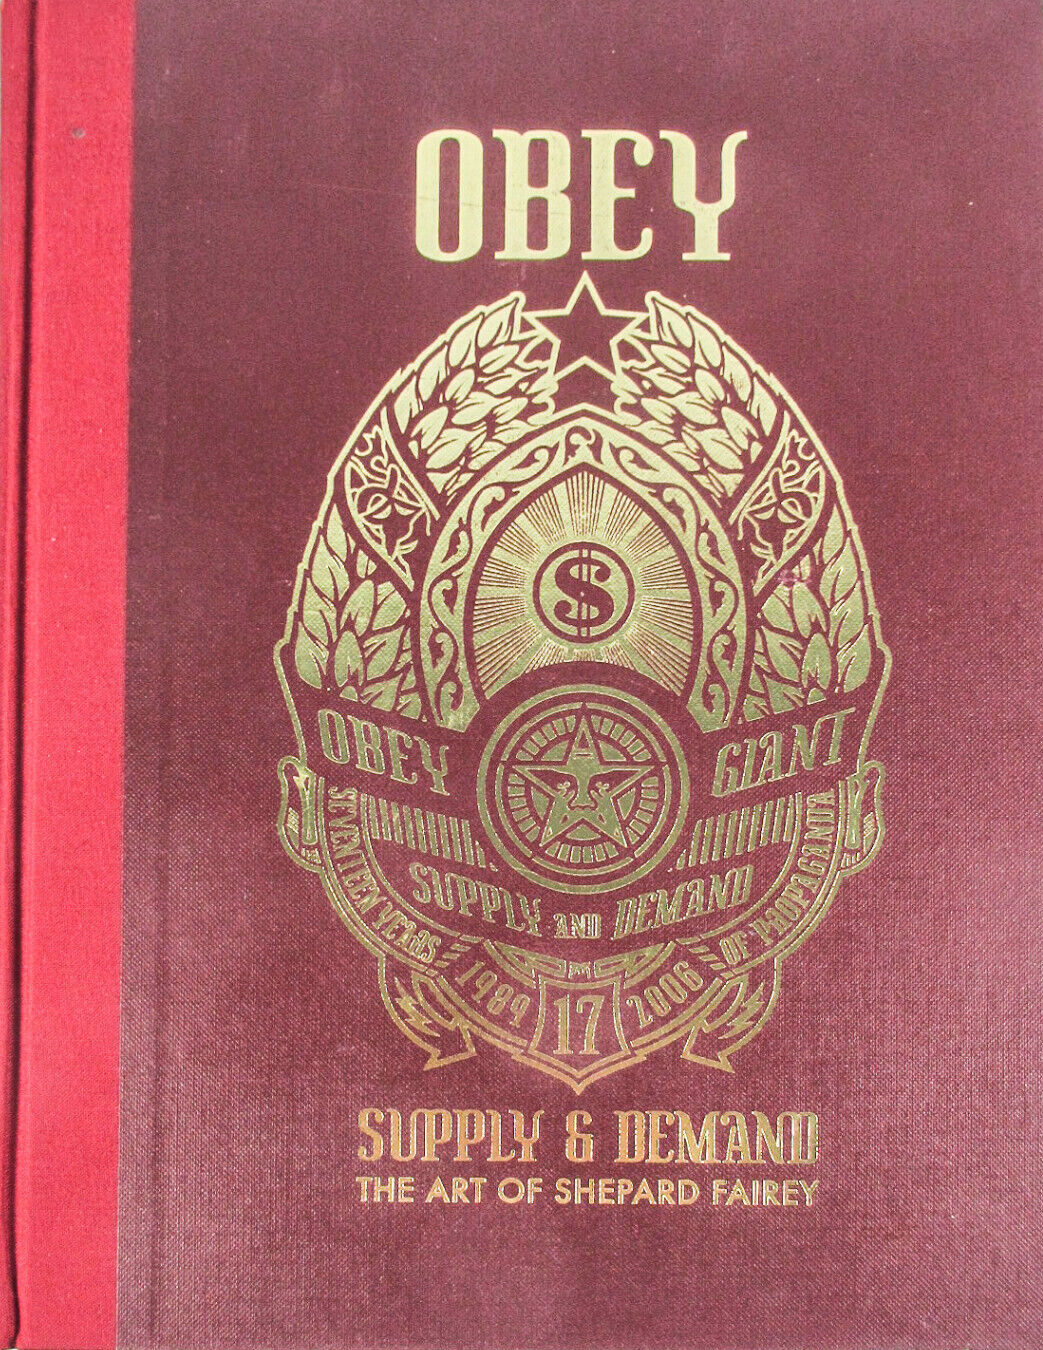 OBEY
$
OBEY GIANT
SUPPLY AND DEMAND
SEVENTEEN YEARS OF PROPAGANDA
1989 17 2006
SUPPLY & DEMAND
THE ART OF SHEPARD FAIREY